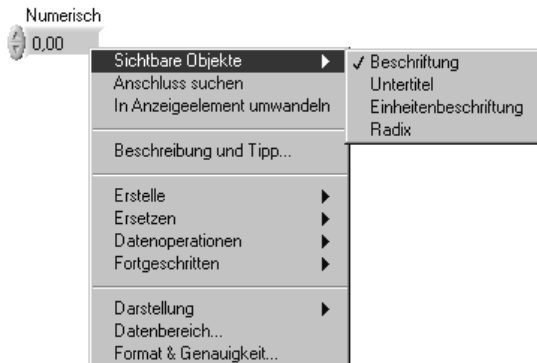 Numerisch
0,00
Sichtbare Objekte
Anschluss suchen
In Anzeigeelement umwandeln
Beschreibung und Tipp...
Erstelle
Ersetzen
Datenoperationen
Fortgeschritten
Darstellung
Datenbereich...
Format & Genauigkeit...
Beschriftung
Untertitel
Einheitenbeschriftung
Radix